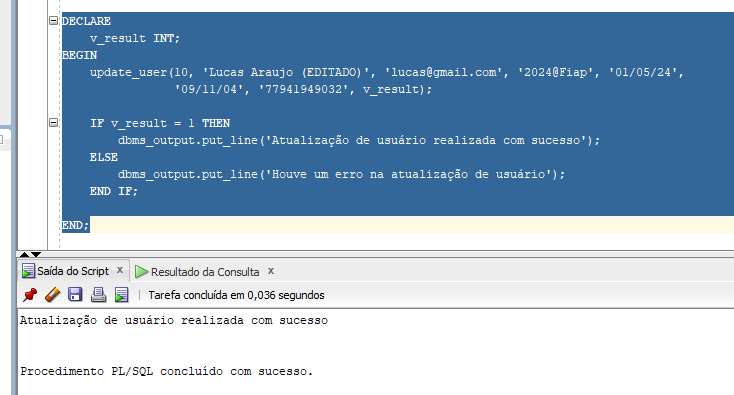 DECLARE
v_result INT;
BEGIN
update_user(10, 'Lucas Araujo (EDITADO)', 'lucas@gmail.com', '2024@Fiap', '01/05/24',
'09/11/04', '77941949032', v_result);
IF v_result = 1 THEN
dbms_output.put_line('Atualização de usuário realizada com sucesso');
ELSE
dbms_output.put_line('Houve um erro na atualização de usuário');
END IF;
END;
Saída do Script x Resultado da Consulta x
Tarefa concluída em 0,036 segundos
Atualização de usuário realizada com sucesso
Procedimento PL/SQL concluído com sucesso.